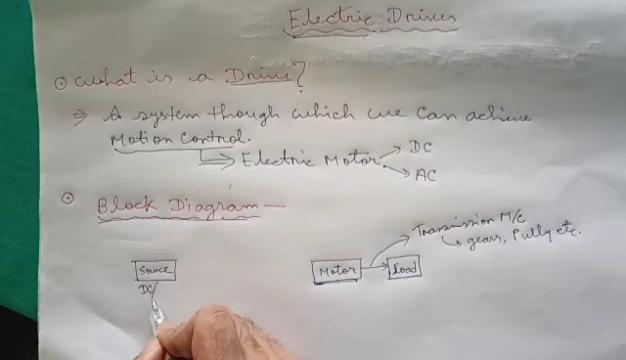 Electric Drives
⊙ What is a Drive?
⇒ A system though which we can achieve
Motion Control.
Electric Motor
DC
AC
⊙ Block Diagram —
Transmission M/c
gears, Pully etc.
Source
Motor
load
DC/